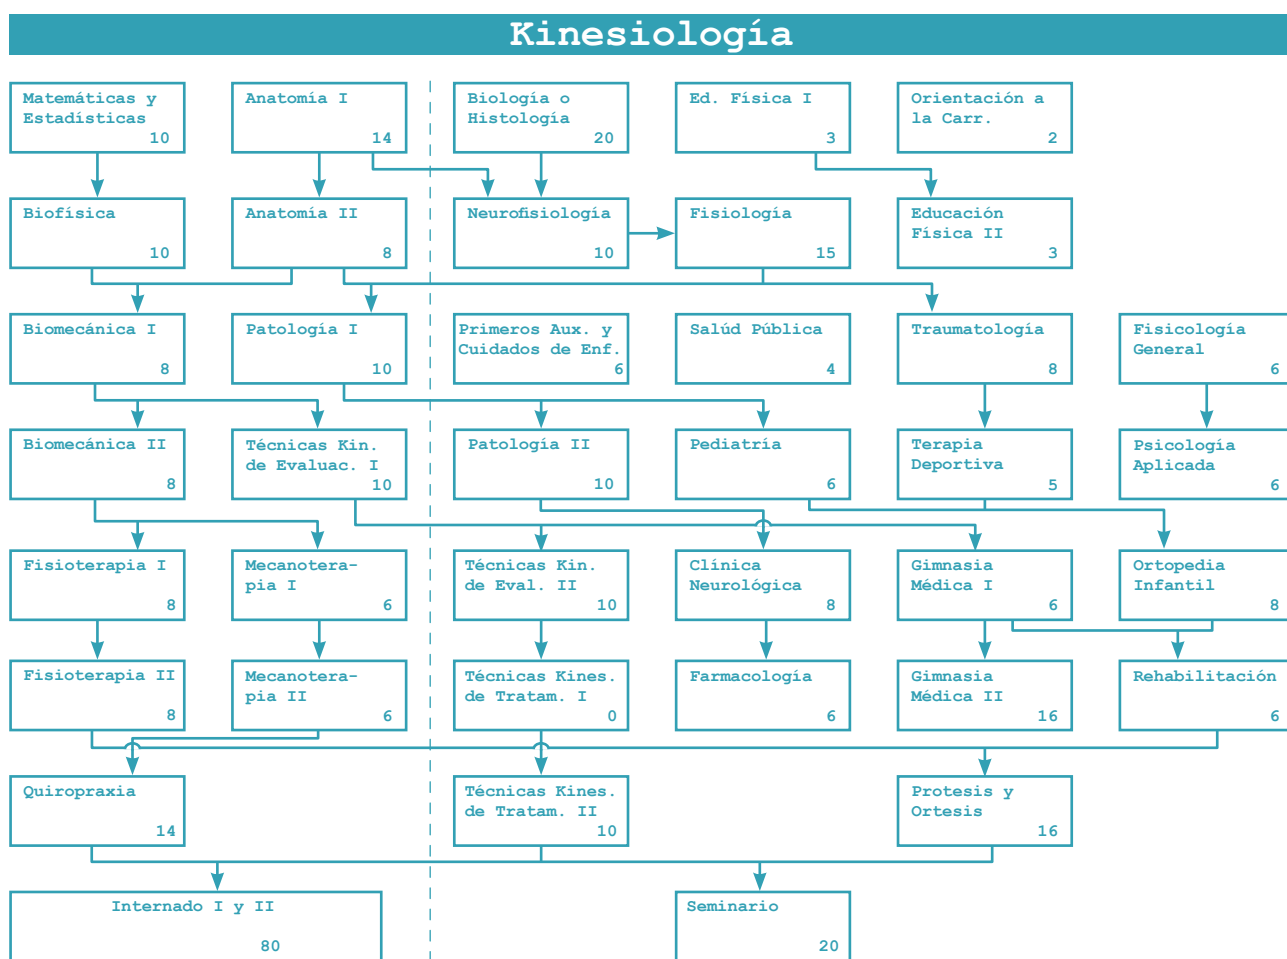 Kinesiología
Matemáticas y
Estadísticas
10
Anatomía I
14
Biología o
Histología
20
Ed. Física I
3
Orientación a
la Carr.
2
Biofísica
10
Anatomía II
8
Neurofisiología
10
Fisiología
15
Educación
Física II
3
Biomecánica I
8
Patología I
10
Primeros Aux. y
Cuidados de Enf.
6
Salúd Pública
4
Traumatología
8
Fisicología
General
6
Biomecánica II
8
Técnicas Kin.
de Evaluac. I
10
Patología II
10
Pediatría
6
Terapia
Deportiva
5
Psicología
Aplicada
6
Fisioterapia I
8
Mecanotera-
pia I
6
Técnicas Kin.
de Eval. II
10
Clínica
Neurológica
8
Gimnasia
Médica I
6
Ortopedia
Infantil
8
Fisioterapia II
8
Mecanotera-
pia II
6
Técnicas Kines.
de Tratam. I
0
Farmacología
6
Gimnasia
Médica II
16
Rehabilitación
6
Quiropraxia
14
Técnicas Kines.
de Tratam. II
10
Protesis y
Ortesis
16
Internado I y II
80
Seminario
20